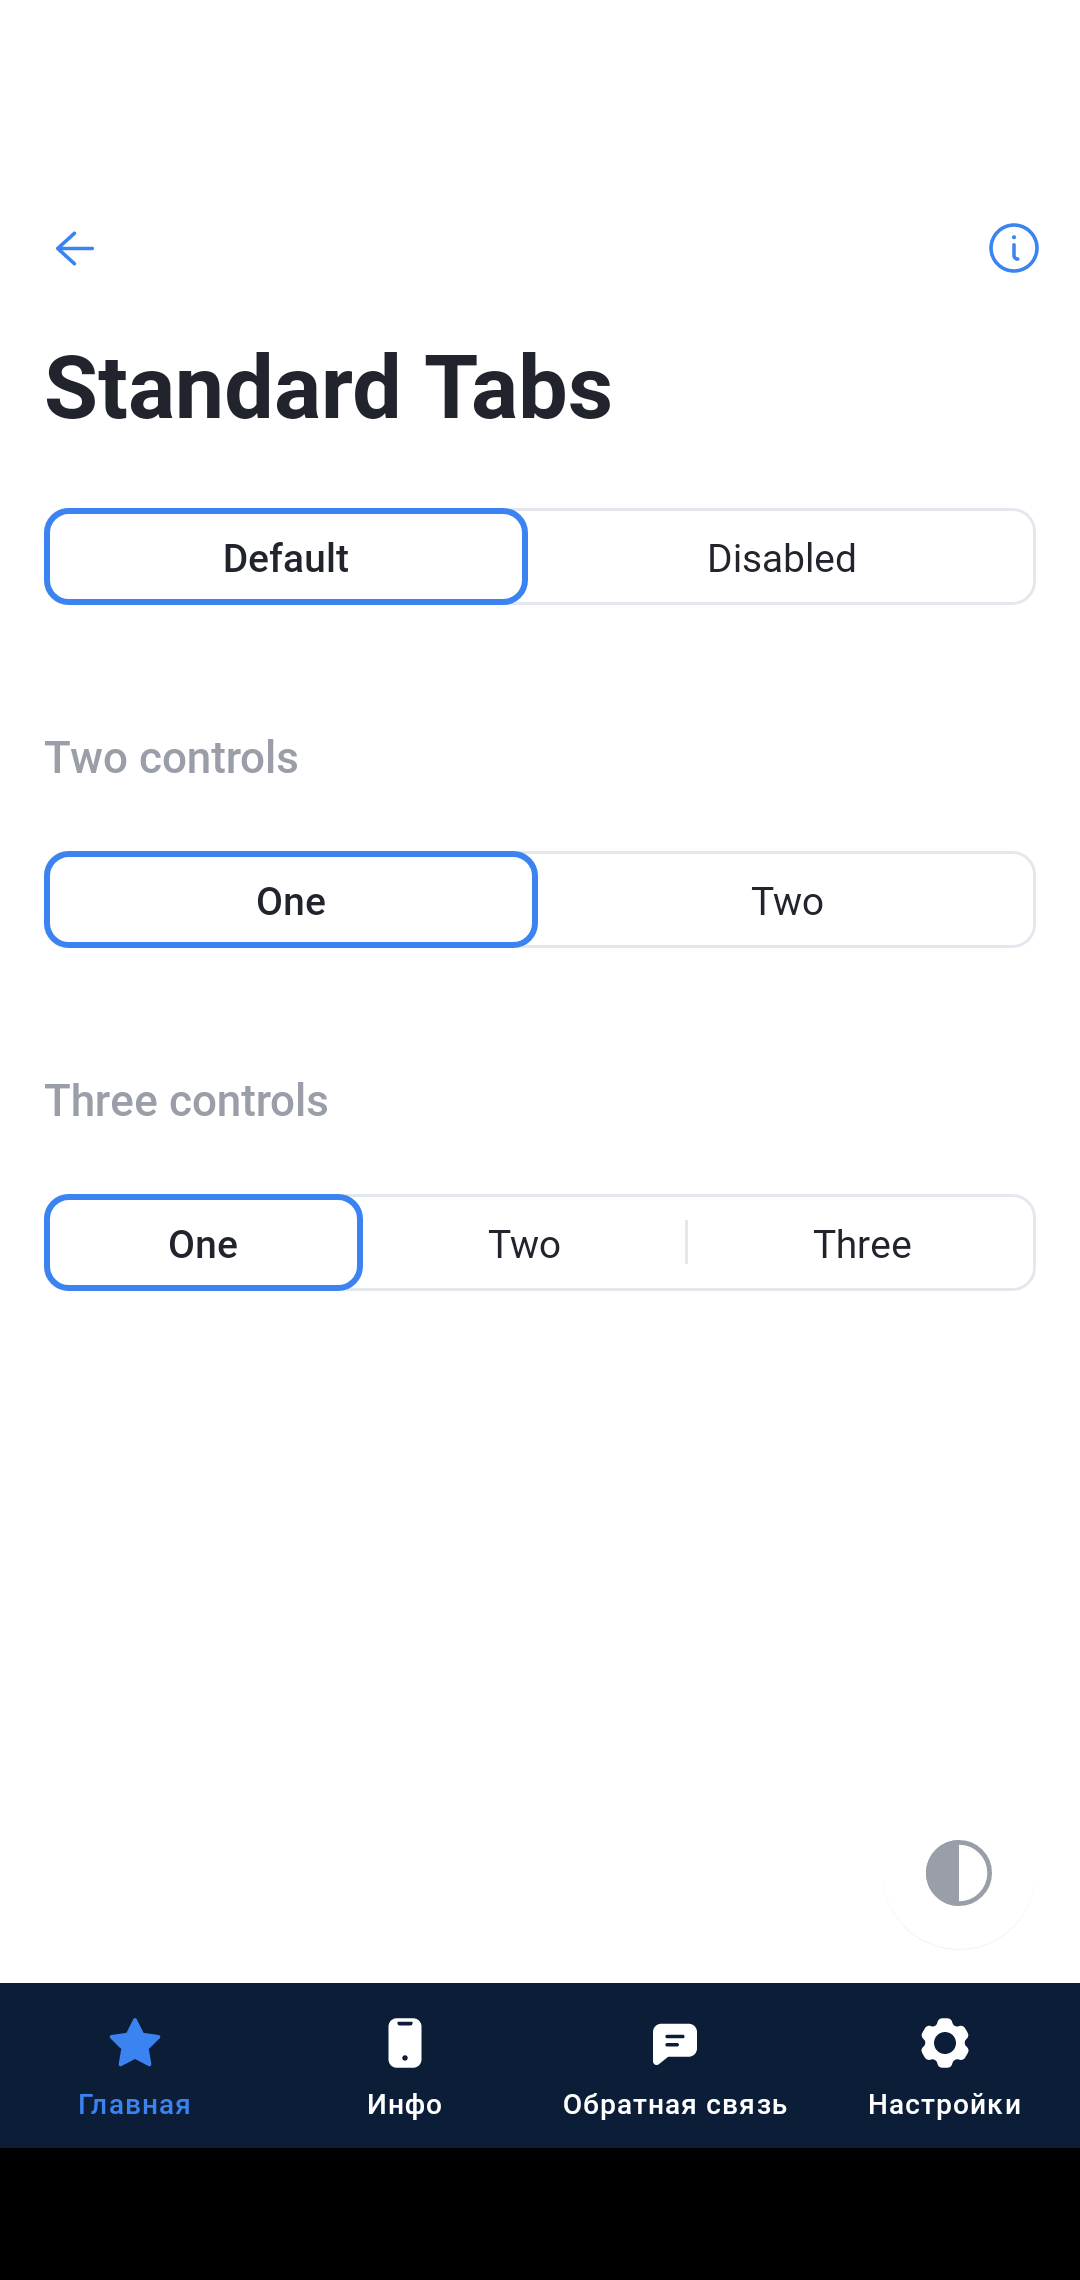 Standard Tabs
Default Disabled
Two controls
One Two
Three controls
One Two Three
Главная Инфо Обратная связь Настройки